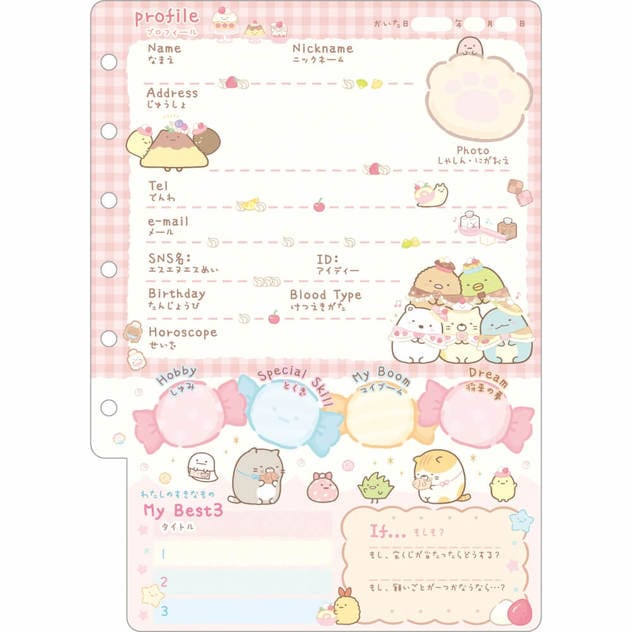 profile
プロフィール
かいた日 年 月 日
Name
なまえ
Nickname
ニックネーム
Address
じゅうしょ
Photo
しゃしん・にがおえ
Tel
でんわ
e-mail
メール
SNS名:
エスエヌエスめい
ID:
アイディー
Birthday
たんじょうび
Blood Type
けつえきがた
Horoscope
せいざ
Hobby
しゅみ
Special Skill
とくぎ
My Boom
マイブーム
Dream
将来の夢
わたしのすきなもの
My Best3
タイトル
1
2
3
If... もしも?
もし、宝くじが当たったらどうする?
もし、願いごとが一つかなうなら…?